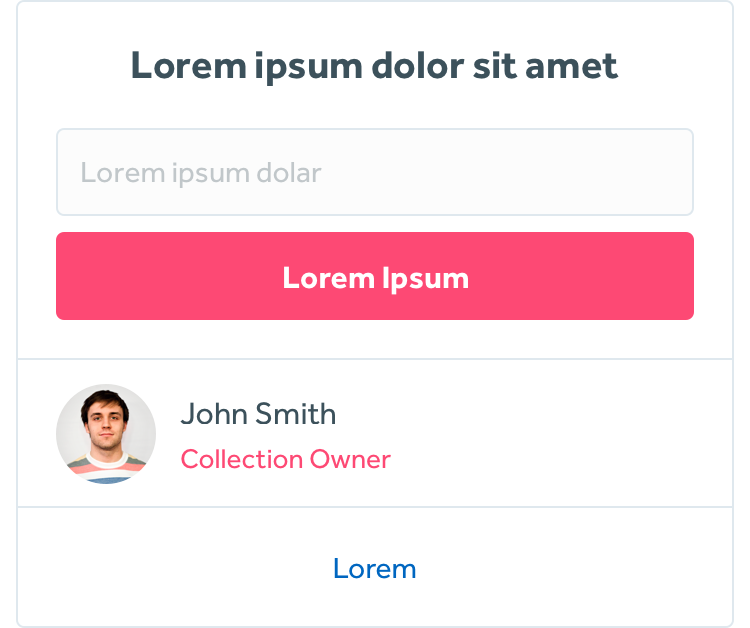 Lorem ipsum dolor sit amet
Lorem ipsum dolar
Lorem Ipsum
John Smith
Collection Owner
Lorem